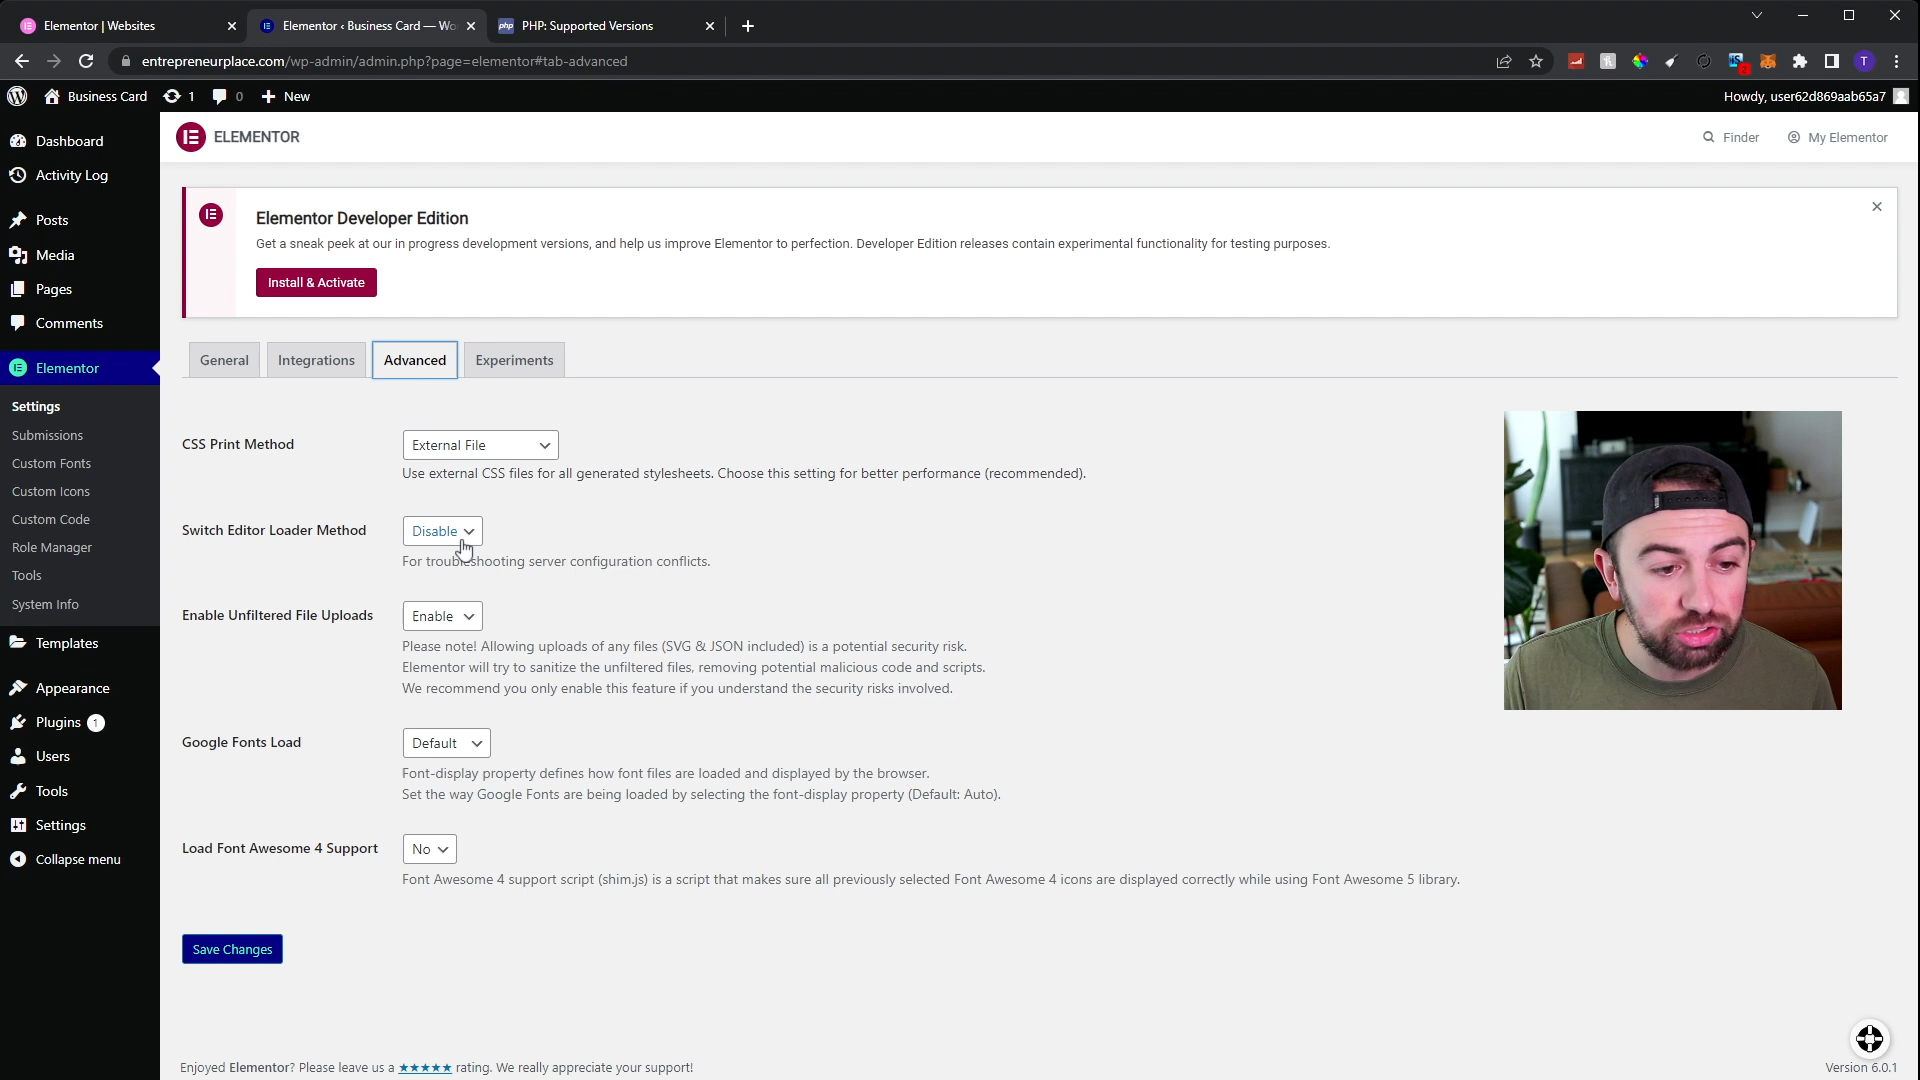 Elementor | Websites
Elementor ‹ Business Card — Wo
php PHP: Supported Versions
entrepreneurplace.com/wp-admin/admin.php?page=elementor#tab-advanced
2
T
Business Card
1
0
New
Howdy, user62d869aab65a7
Dashboard
Activity Log
Posts
Media
Pages
Comments
Elementor
Settings
Submissions
Custom Fonts
Custom Icons
Custom Code
Role Manager
Tools
System Info
Templates
Appearance
Plugins 1
Users
Tools
Settings
Collapse menu
ELEMENTOR
Finder
My Elementor
Elementor Developer Edition
Get a sneak peek at our in progress development versions, and help us improve Elementor to perfection. Developer Edition releases contain experimental functionality for testing purposes.
Install & Activate
General
Integrations
Advanced
Experiments
CSS Print Method
External File
Use external CSS files for all generated stylesheets. Choose this setting for better performance (recommended).
Switch Editor Loader Method
Disable
For troubleshooting server configuration conflicts.
Enable Unfiltered File Uploads
Enable
Please note! Allowing uploads of any files (SVG & JSON included) is a potential security risk.
Elementor will try to sanitize the unfiltered files, removing potential malicious code and scripts.
We recommend you only enable this feature if you understand the security risks involved.
Google Fonts Load
Default
Font-display property defines how font files are loaded and displayed by the browser.
Set the way Google Fonts are being loaded by selecting the font-display property (Default: Auto).
Load Font Awesome 4 Support
No
Font Awesome 4 support script (shim.js) is a script that makes sure all previously selected Font Awesome 4 icons are displayed correctly while using Font Awesome 5 library.
Save Changes
Enjoyed Elementor? Please leave us a ★★★★★ rating. We really appreciate your support!
Version 6.0.1